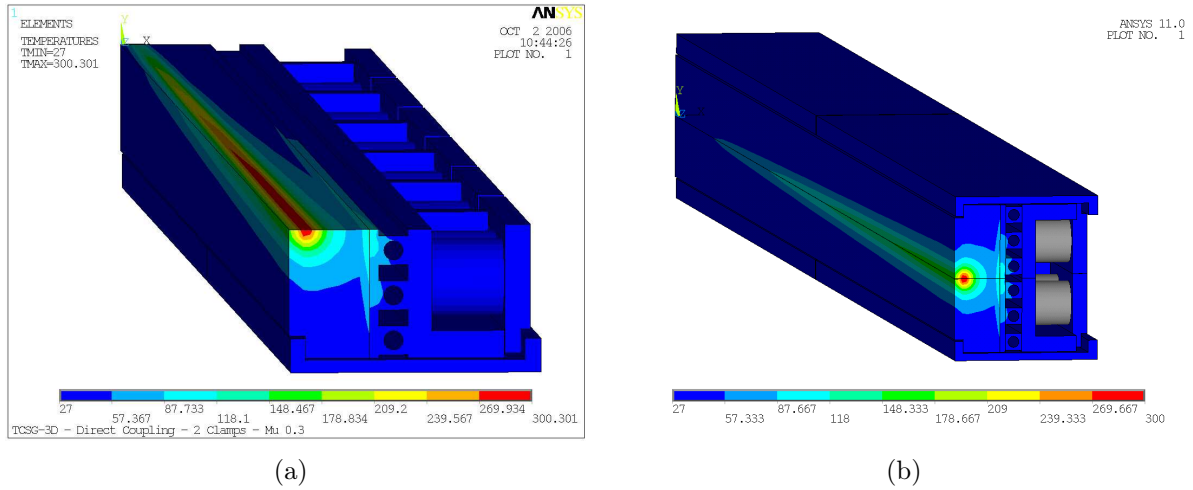 1
ELEMENTS
TEMPERATURES
TMIN=27
TMAX=300.301
ANSYS
OCT 2 2006
10:44:26
PLOT NO. 1
Y
Z X
27 57.367 87.733 118.1 148.467 178.834 209.2 239.567 269.934 300.301
TCSG-3D - Direct Coupling - 2 Clamps - Mu 0.3
(a)
ANSYS 11.0
PLOT NO. 1
Y
Z X
27 57.333 87.667 118 148.333 178.667 209 239.333 269.667 300
(b)